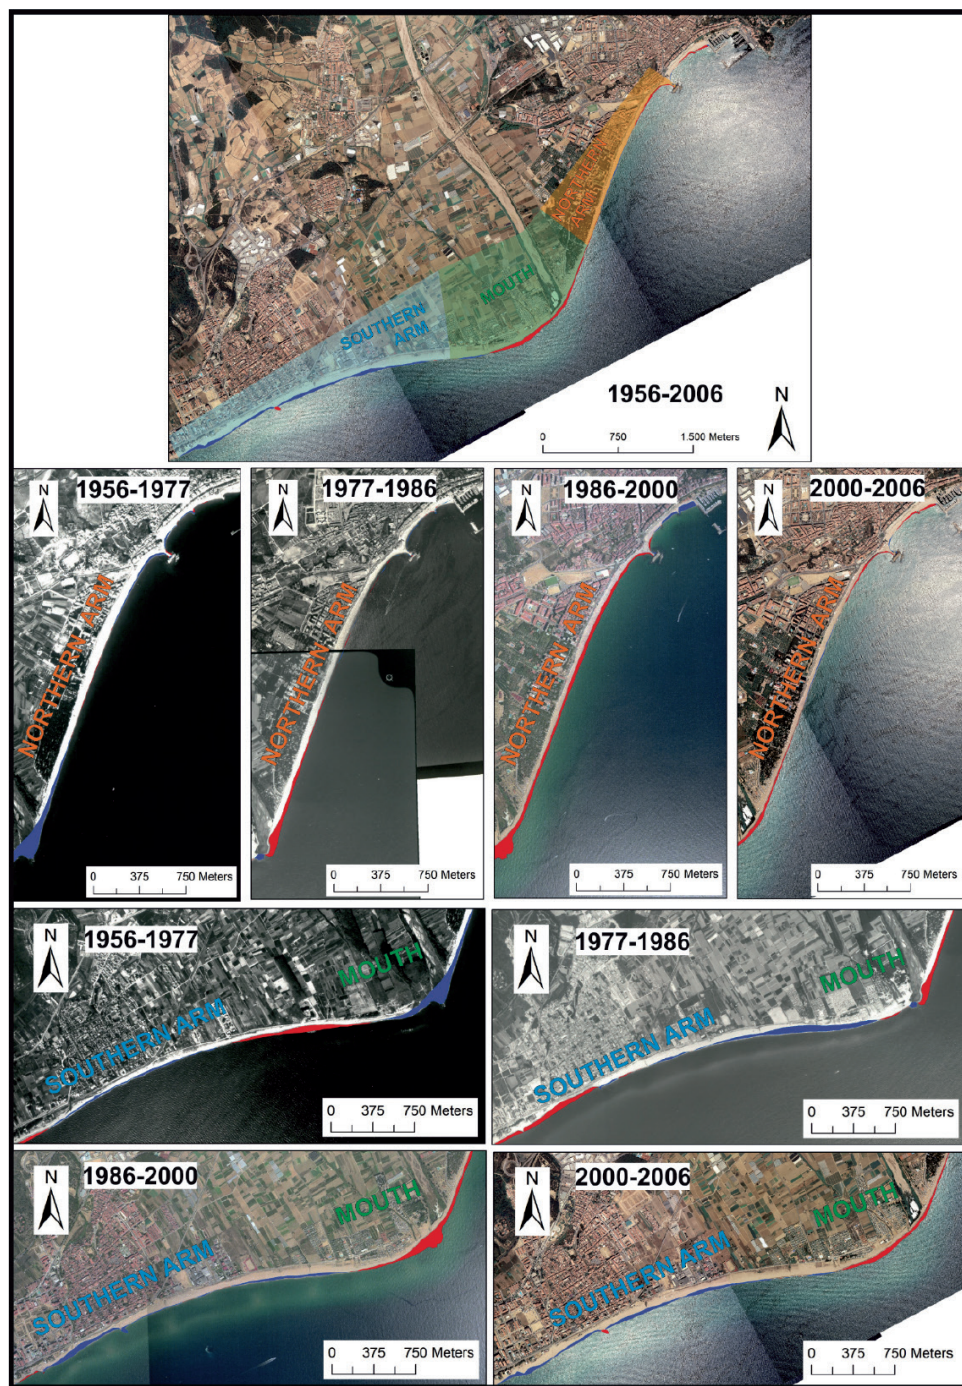 NORTHERN
ARM
MOUTH
SOUTHERN
ARM
1956-2006
N
0 750 1.500 Meters
N
1956-1977
NORTHERN ARM
0 375 750 Meters
N
1977-1986
NORTHERN ARM
0 375 750 Meters
N
1986-2000
NORTHERN ARM
0 375 750 Meters
N
2000-2006
NORTHERN ARM
0 375 750 Meters
N
1956-1977
MOUTH
SOUTHERN ARM
0 375 750 Meters
N
1977-1986
MOUTH
SOUTHERN ARM
0 375 750 Meters
N
1986-2000
MOUTH
SOUTHERN ARM
0 375 750 Meters
N
2000-2006
MOUTH
SOUTHERN ARM
0 375 750 Meters